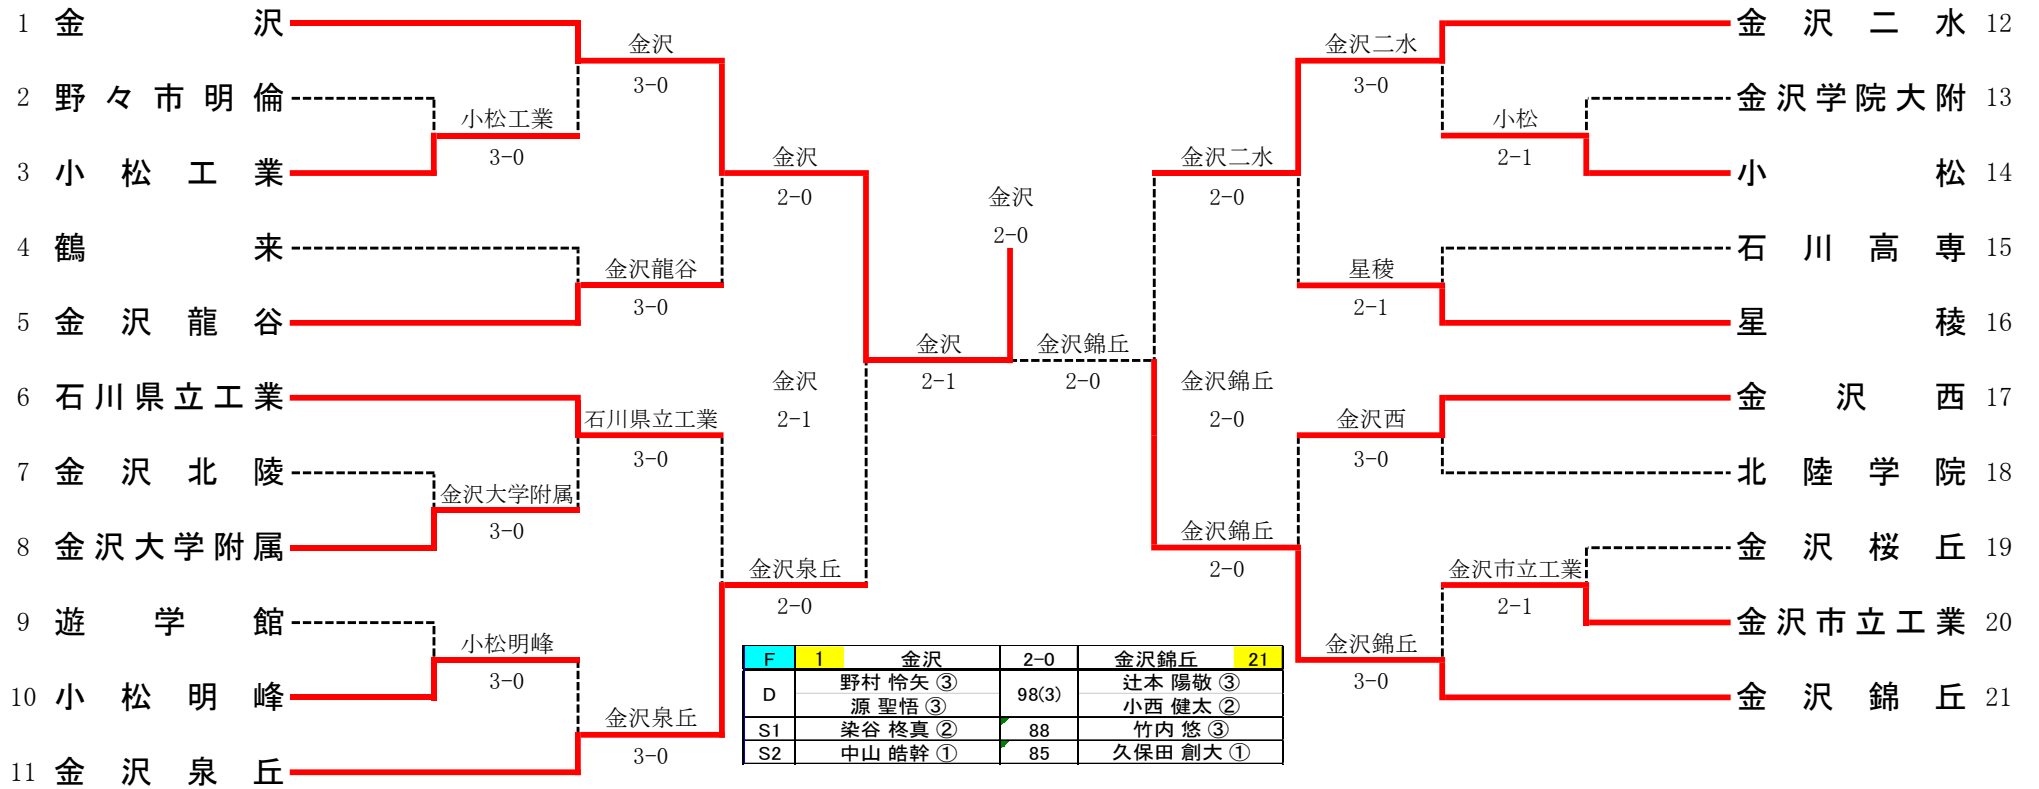 1 金沢
金沢
3-0
2 野々市明倫
小松工業
3-0
3 小松工業
金沢
2-0
4 鶴来
金沢龍谷
3-0
5 金沢龍谷
金沢
2-1
6 石川県立工業
石川県立工業
3-0
金沢
2-1
7 金沢北陵
金沢大学附属
3-0
8 金沢大学附属
金沢泉丘
2-0
9 遊学館
小松明峰
3-0
10 小松明峰
金沢泉丘
3-0
11 金沢泉丘
金沢
2-0
金沢二水 12
金沢二水
3-0
金沢学院大附 13
小松
2-1
小松 14
金沢二水
2-0
石川高専 15
星稜
2-1
星稜 16
金沢錦丘
2-0
金沢錦丘
2-0
金沢西 17
金沢西
3-0
北陸学院 18
金沢錦丘
2-0
金沢桜丘 19
金沢市立工業
2-1
金沢市立工業 20
金沢錦丘
3-0
金沢錦丘 21
F 1 金沢 2-0 金沢錦丘 21
D 野村 怜矢 ③ 98(3) 辻本 陽敬 ③
源 聖悟 ③ 小西 健太 ②
S1 染谷 柊真 ② 88 竹内 悠 ③
S2 中山 皓幹 ① 85 久保田 創大 ①